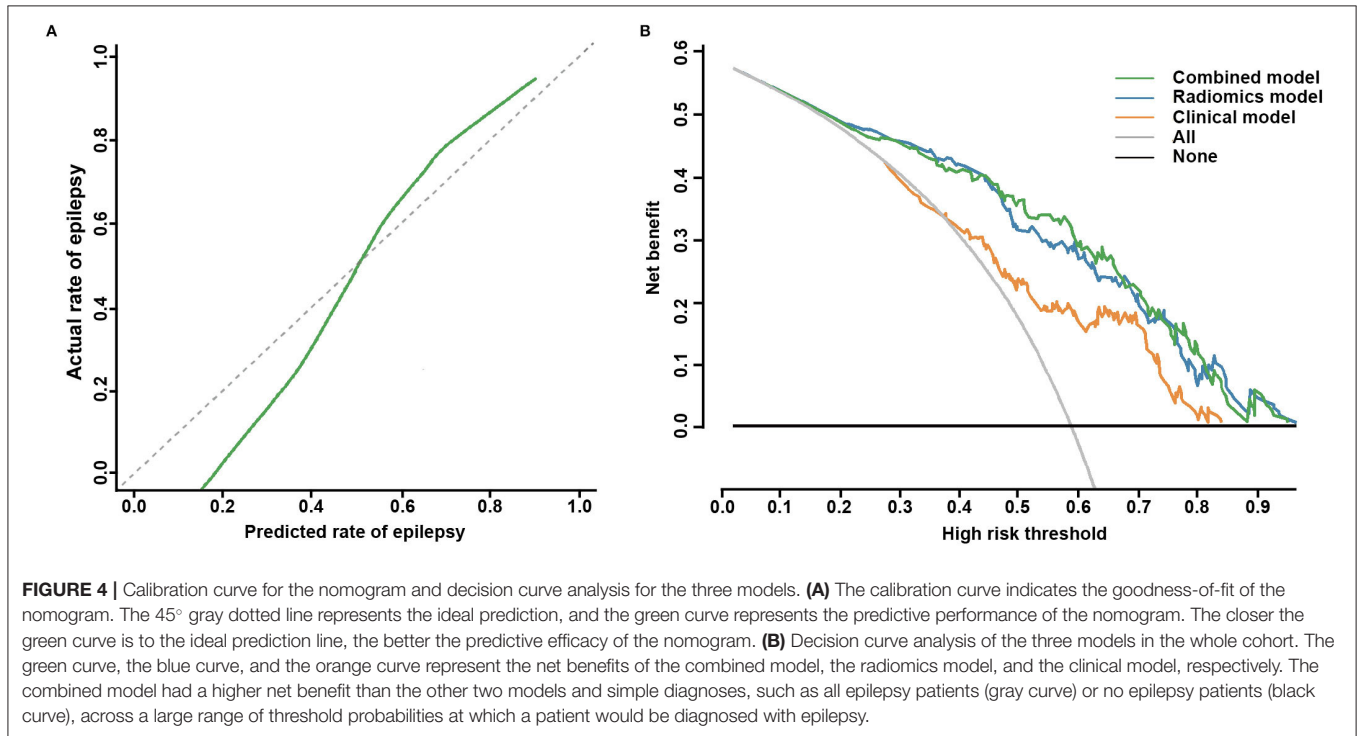 A
B
1.0
0.8
0.6
0.4
0.2
0.0
Actual rate of epilepsy
0.0 0.2 0.4 0.6 0.8 1.0
Predicted rate of epilepsy
0.6
0.5
0.4
0.3
0.2
0.1
0.0
Net benefit
Combined model
Radiomics model
Clinical model
All
None
0.0 0.1 0.2 0.3 0.4 0.5 0.6 0.7 0.8 0.9
High risk threshold
FIGURE 4 | Calibration curve for the nomogram and decision curve analysis for the three models. (A) The calibration curve indicates the goodness-of-fit of the
nomogram. The 45° gray dotted line represents the ideal prediction, and the green curve represents the predictive performance of the nomogram. The closer the
green curve is to the ideal prediction line, the better the predictive efficacy of the nomogram. (B) Decision curve analysis of the three models in the whole cohort. The
green curve, the blue curve, and the orange curve represent the net benefits of the combined model, the radiomics model, and the clinical model, respectively. The
combined model had a higher net benefit than the other two models and simple diagnoses, such as all epilepsy patients (gray curve) or no epilepsy patients (black
curve), across a large range of threshold probabilities at which a patient would be diagnosed with epilepsy.